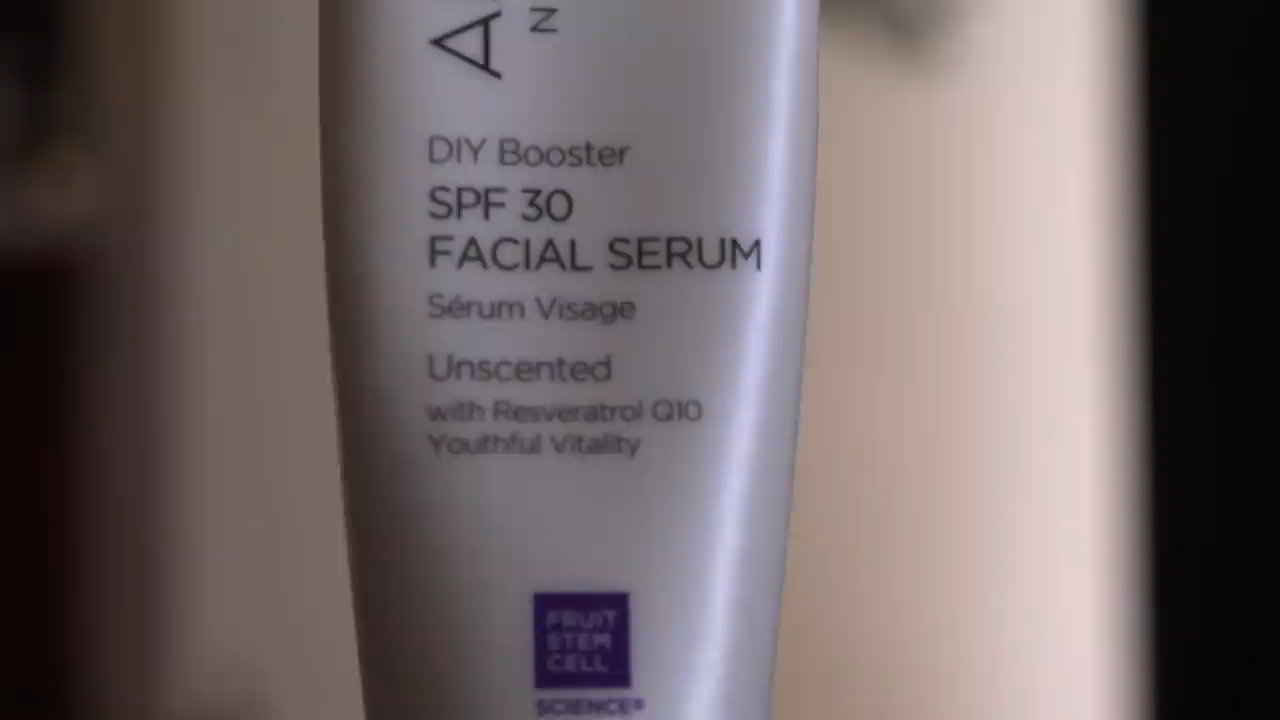 A
N
DIY Booster
SPF 30
FACIAL SERUM
Sérum Visage
Unscented
with Resveratrol Q10
Youthful Vitality
FRUIT
STEM
CELL
SCIENCE®